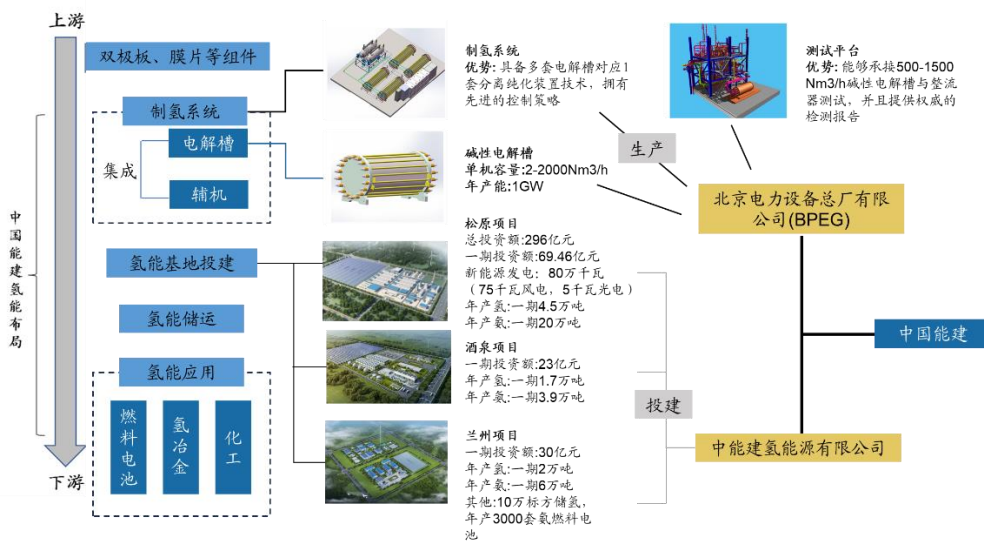 上游
双极板、膜片等组件
制氢系统
电解槽
集成
辅机
中国能建氢能布局
氢能基地投建
氢能储运
氢能应用
燃料电池
氢冶金
化工
下游
制氢系统
优势: 具备多套电解槽对应1
套分离纯化装置技术，拥有
先进的控制策略
碱性电解槽
单机容量:2-2000Nm3/h
年产能:1GW
松原项目
总投资额:296亿元
一期投资额:69.46亿元
新能源发电：80万千瓦
（75千瓦风电，5千瓦光电）
年产氢:一期4.5万吨
年产氨:一期20万吨
酒泉项目
一期投资额:23亿元
年产氢:一期1.7万吨
年产氨:一期3.9万吨
兰州项目
一期投资额:30亿元
年产氢:一期2万吨
年产氨:一期6万吨
其他:10万标方储氢，
年产3000套氨燃料电
池
测试平台
优势: 能够承接500-1500
Nm3/h碱性电解槽与整流
器测试，并且提供权威的
检测报告
生产
北京电力设备总厂有限
公司(BPEG)
中国能建
投建
中能建氢能源有限公司